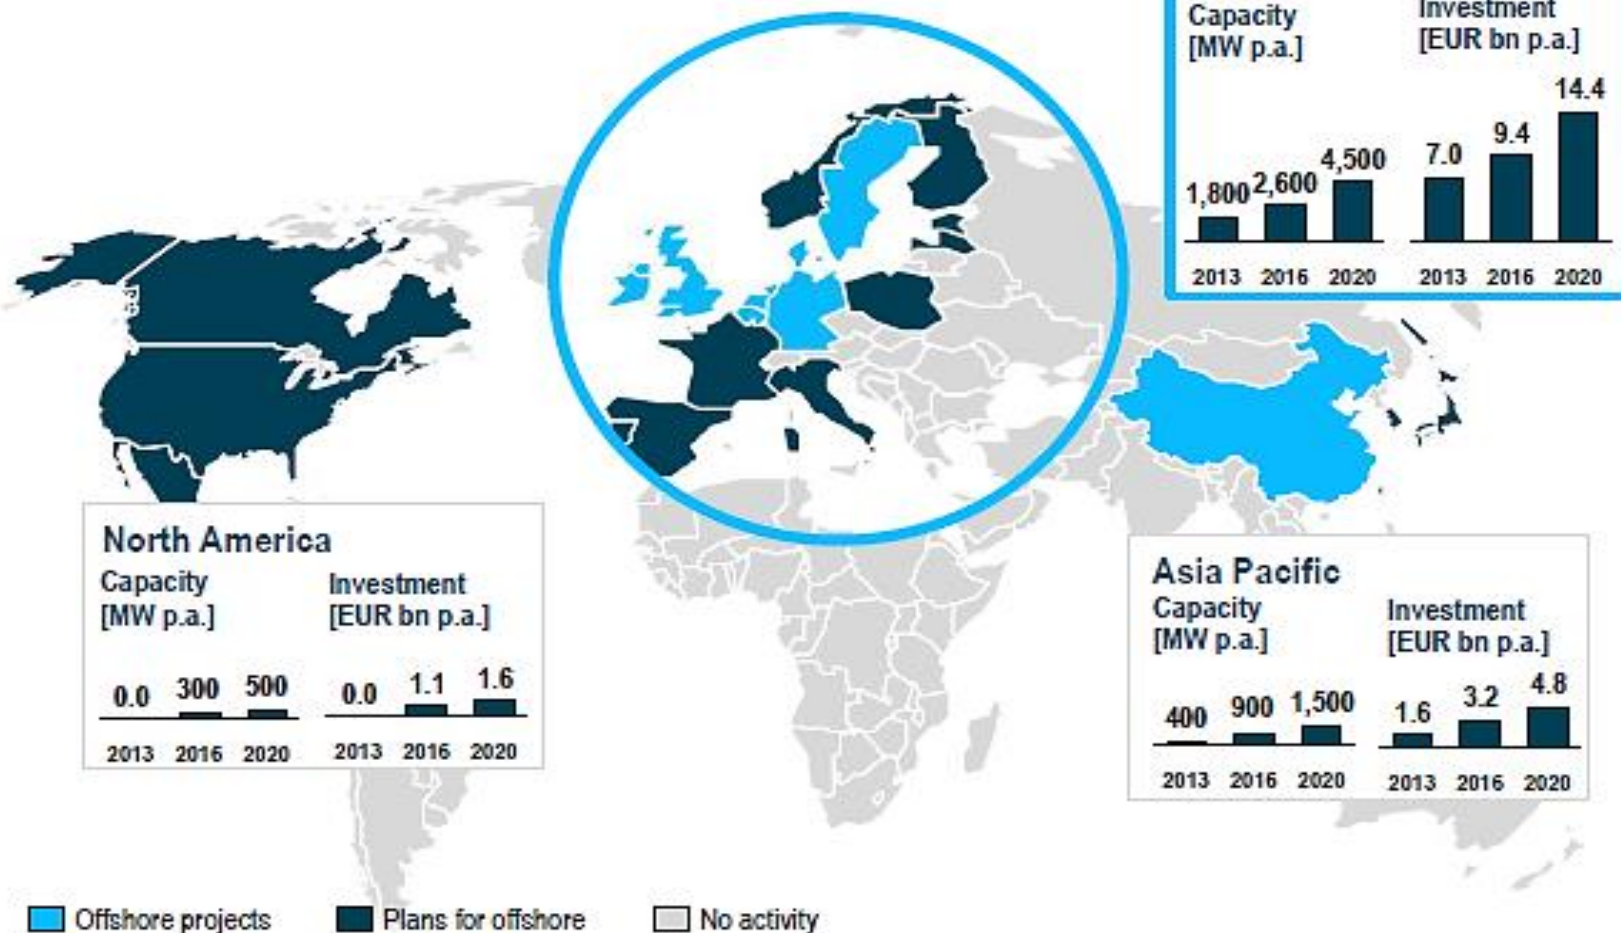 Capacity
[MW p.a.]
Investment
[EUR bn p.a.]
1,800 2,600 4,500
2013 2016 2020
7.0 9.4 14.4
2013 2016 2020
North America
Capacity
[MW p.a.]
Investment
[EUR bn p.a.]
0.0 300 500
2013 2016 2020
0.0 1.1 1.6
2013 2016 2020
Asia Pacific
Capacity
[MW p.a.]
Investment
[EUR bn p.a.]
400 900 1,500
2013 2016 2020
1.6 3.2 4.8
2013 2016 2020
Offshore projects Plans for offshore No activity